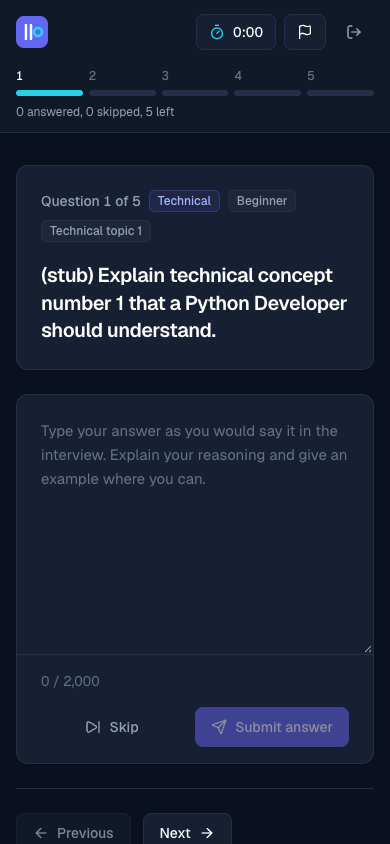 0:00
1 2 3 4 5
0 answered, 0 skipped, 5 left
Question 1 of 5 Technical Beginner
Technical topic 1
(stub) Explain technical concept
number 1 that a Python Developer
should understand.
Type your answer as you would say it in the
interview. Explain your reasoning and give an
example where you can.
0 / 2,000
Skip Submit answer
Previous Next